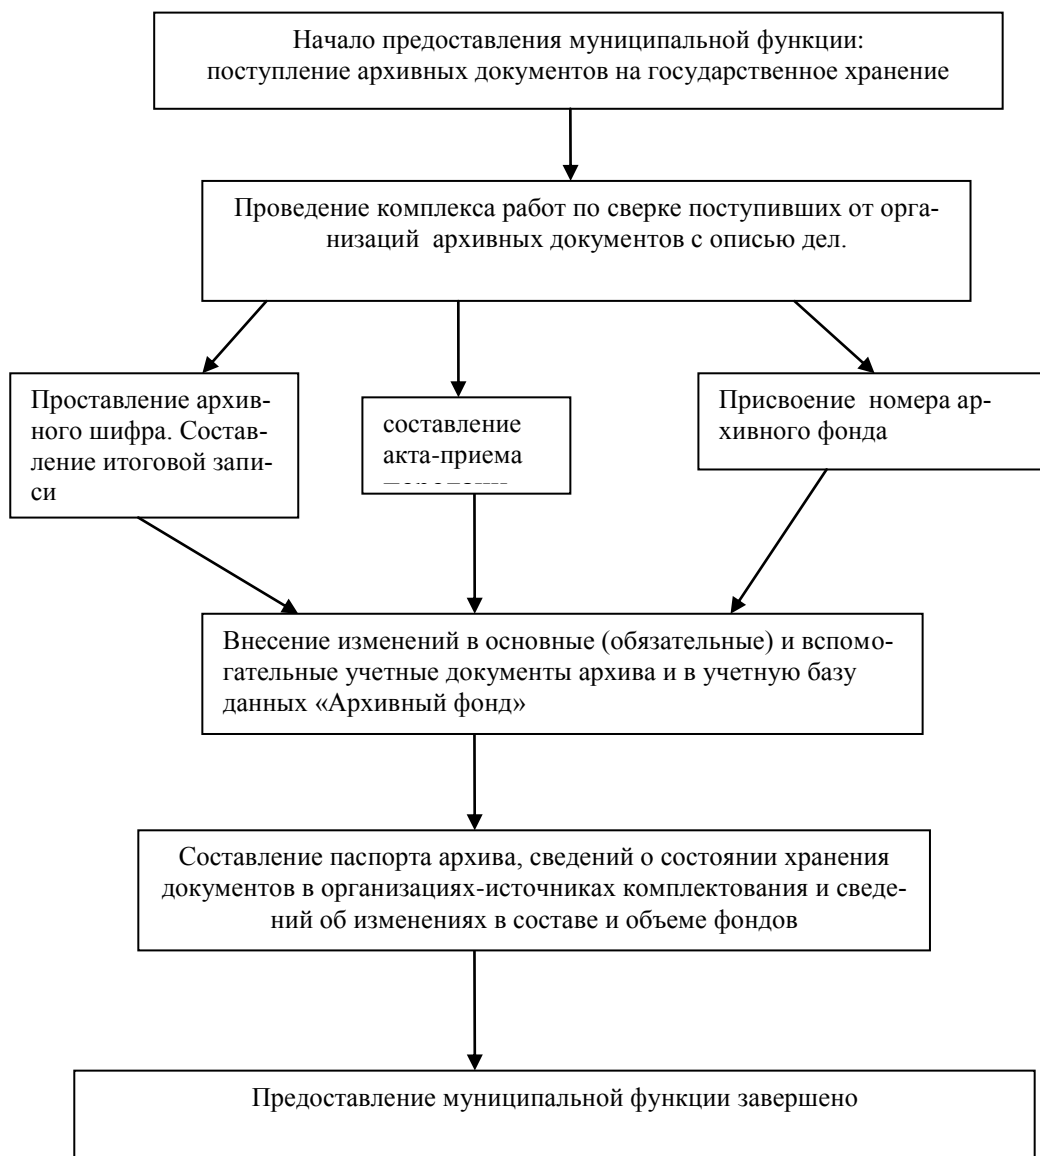 Начало предоставления муниципальной функции:
поступление архивных документов на государственное хранение
Проведение комплекса работ по сверке поступивших от орга-
низаций архивных документов с описью дел.
Проставление архив-
ного шифра. Состав-
ление итоговой запи-
си
составление
акта-приема
Присвоение номера ар-
хивного фонда
Внесение изменений в основные (обязательные) и вспомо-
гательные учетные документы архива и в учетную базу
данных «Архивный фонд»
Составление паспорта архива, сведений о состоянии хранения
документов в организациях-источниках комплектования и сведе-
ний об изменениях в составе и объеме фондов
Предоставление муниципальной функции завершено